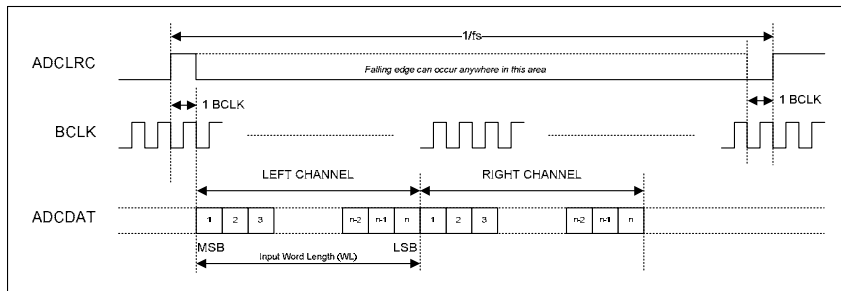 1/fs
ADCLRC
Falling edge can occur anywhere in this area
1 BCLK
1 BCLK
BCLK
LEFT CHANNEL
RIGHT CHANNEL
ADCDAT
1 2 3 n-2 n-1 n 1 2 3 n-2 n-1 n
MSB LSB
Input Word Length (WL)